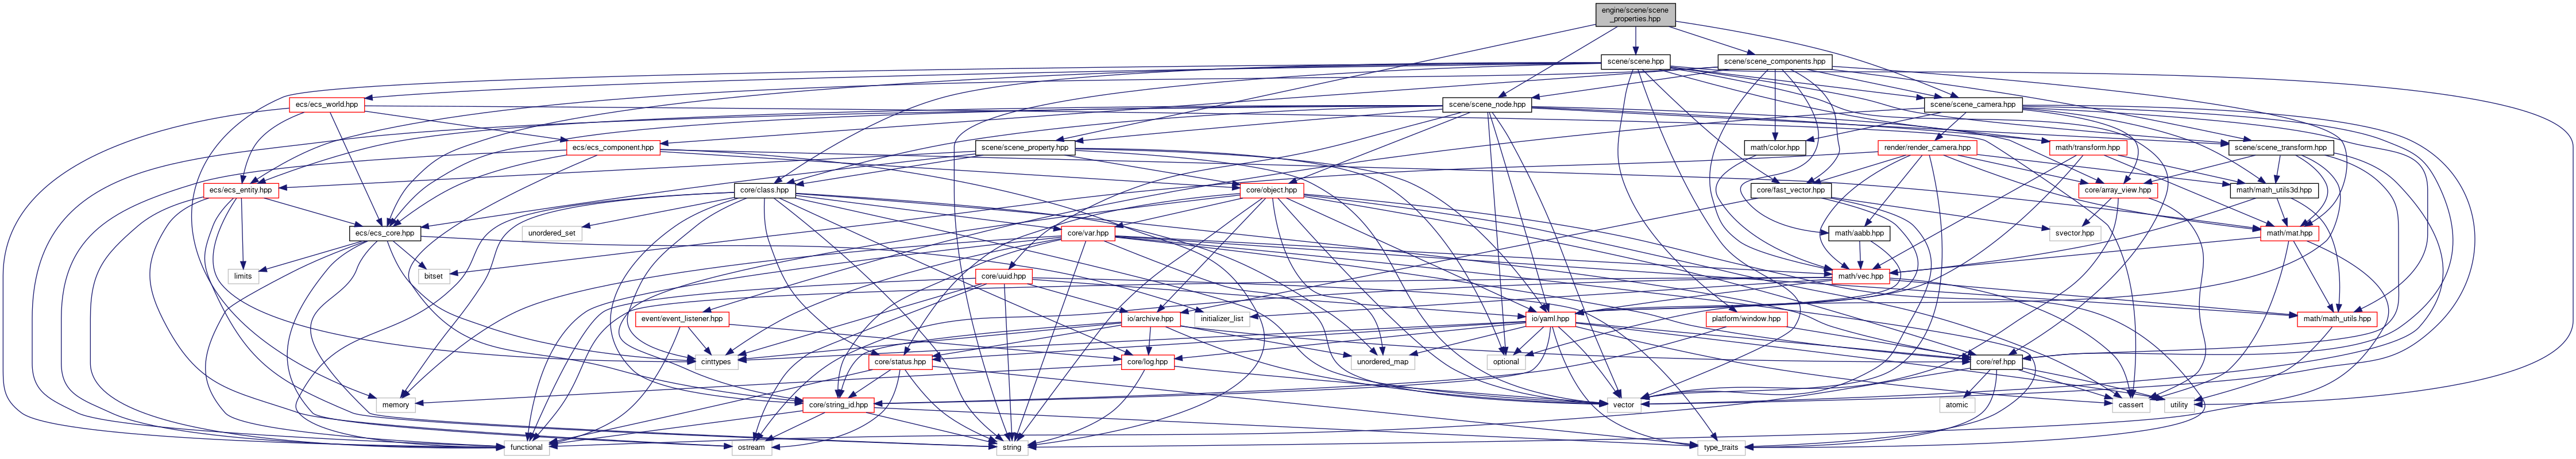 engine/scene/scene
_properties.hpp
scene/scene.hpp
scene/scene_components.hpp
ecs/ecs_world.hpp
scene/scene_node.hpp
scene/scene_camera.hpp
ecs/ecs_component.hpp
scene/scene_property.hpp
math/color.hpp
render/render_camera.hpp
math/transform.hpp
scene/scene_transform.hpp
ecs/ecs_entity.hpp
core/class.hpp
core/object.hpp
core/fast_vector.hpp
core/array_view.hpp
math/math_utils3d.hpp
ecs/ecs_core.hpp
unordered_set
core/var.hpp
math/aabb.hpp
svector.hpp
math/mat.hpp
limits
bitset
core/uuid.hpp
math/vec.hpp
event/event_listener.hpp
initializer_list
io/archive.hpp
io/yaml.hpp
platform/window.hpp
math/math_utils.hpp
cinttypes
core/status.hpp
core/log.hpp
unordered_map
optional
core/ref.hpp
memory
core/string_id.hpp
vector
atomic
cassert
utility
functional
ostream
string
type_traits